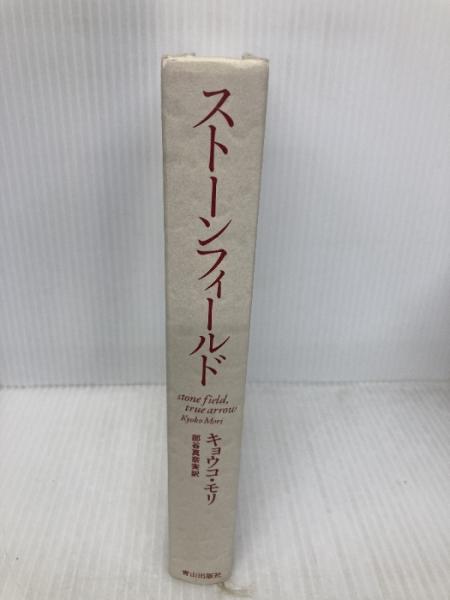 ストーンフィールド
stone field,
true arrow
Kyoko Mori
キョウコ・モリ
部谷真奈実訳
青山出版社